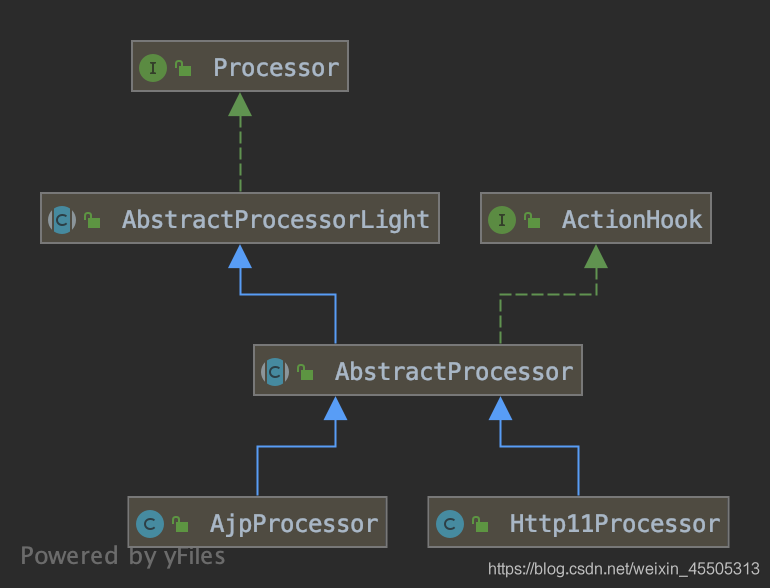 I Processor
C AbstractProcessorLight
I ActionHook
C AbstractProcessor
C AjpProcessor
C Http11Processor
Powered by yFiles
https://blog.csdn.net/weixin_45505313